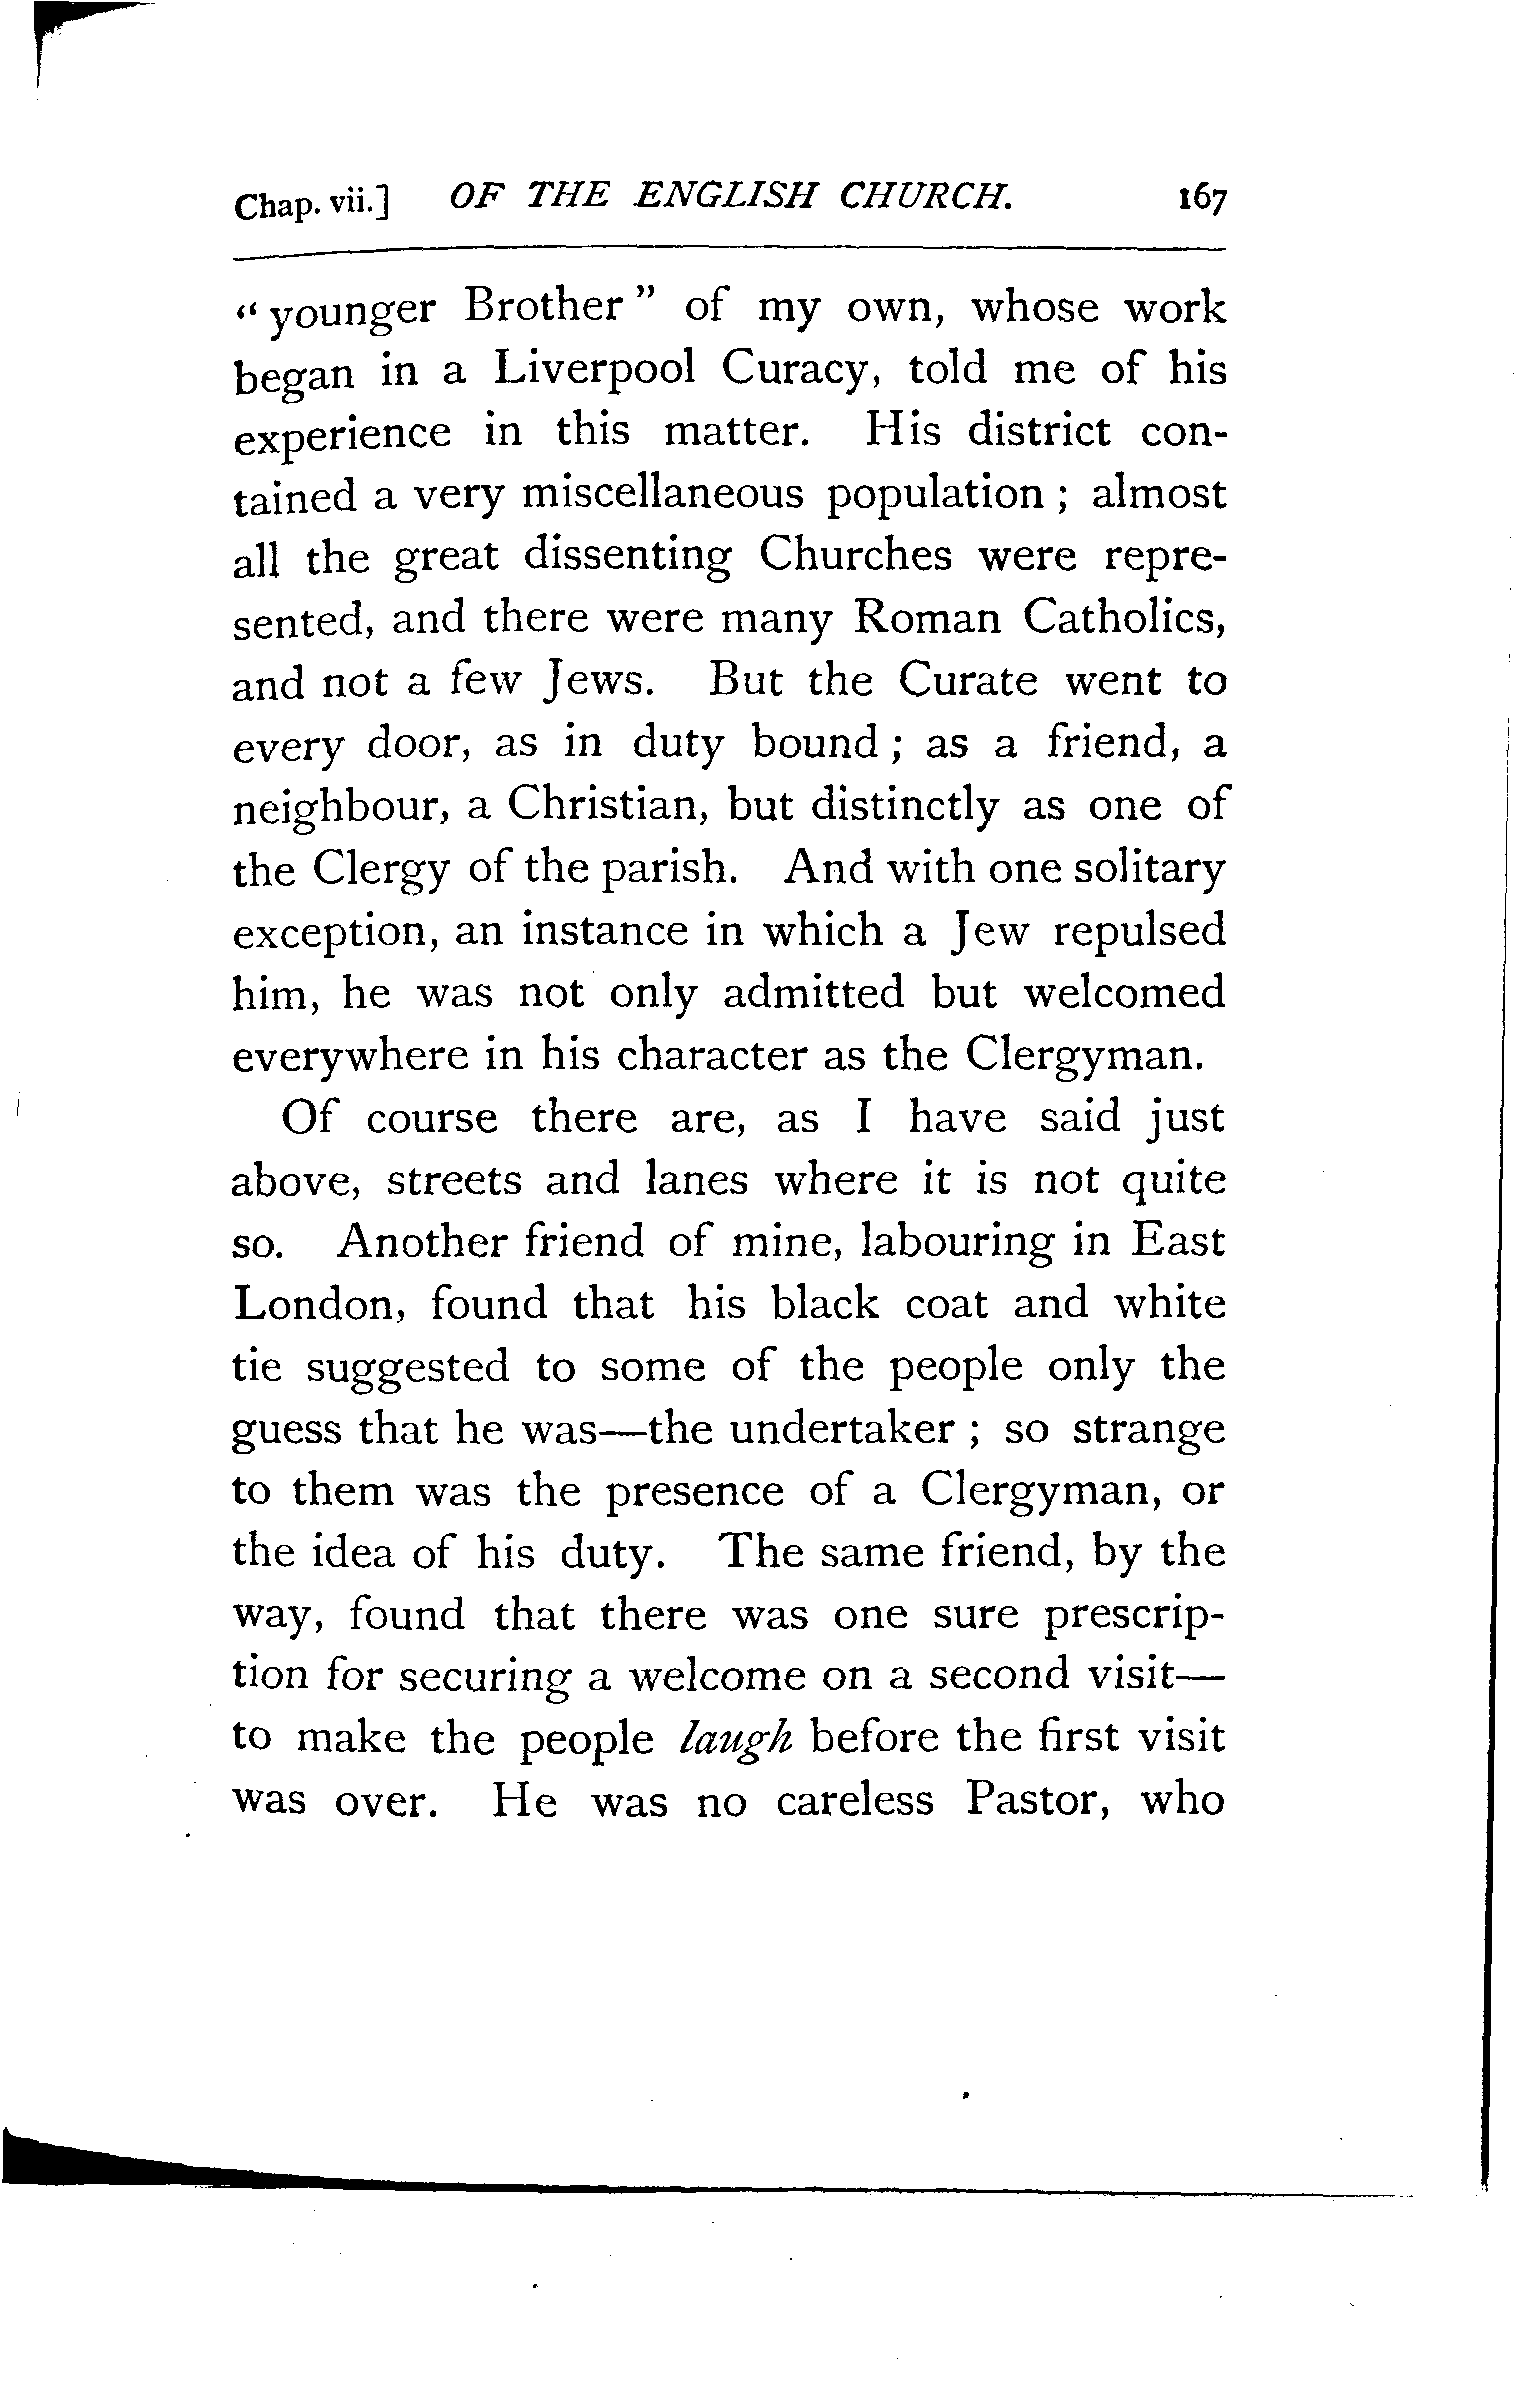 Chap. vii.] OF THE ENGLISH CHURCH. 167
“ younger Brother ” of my own, whose work
began in a Liverpool Curacy, told me of his
experience in this matter. His district con-
tained a very miscellaneous population ; almost
all the great dissenting Churches were repre-
sented, and there were many Roman Catholics,
and not a few Jews. But the Curate went to
every door, as in duty bound ; as a friend, a
neighbour, a Christian, but distinctly as one of
the Clergy of the parish. And with one solitary
exception, an instance in which a Jew repulsed
him, he was not only admitted but welcomed
everywhere in his character as the Clergyman.
Of course there are, as I have said just
above, streets and lanes where it is not quite
so. Another friend of mine, labouring in East
London, found that his black coat and white
tie suggested to some of the people only the
guess that he was—the undertaker ; so strange
to them was the presence of a Clergyman, or
the idea of his duty. The same friend, by the
way, found that there was one sure prescrip-
tion for securing a welcome on a second visit—
to make the people laugh before the first visit
was over. He was no careless Pastor, who